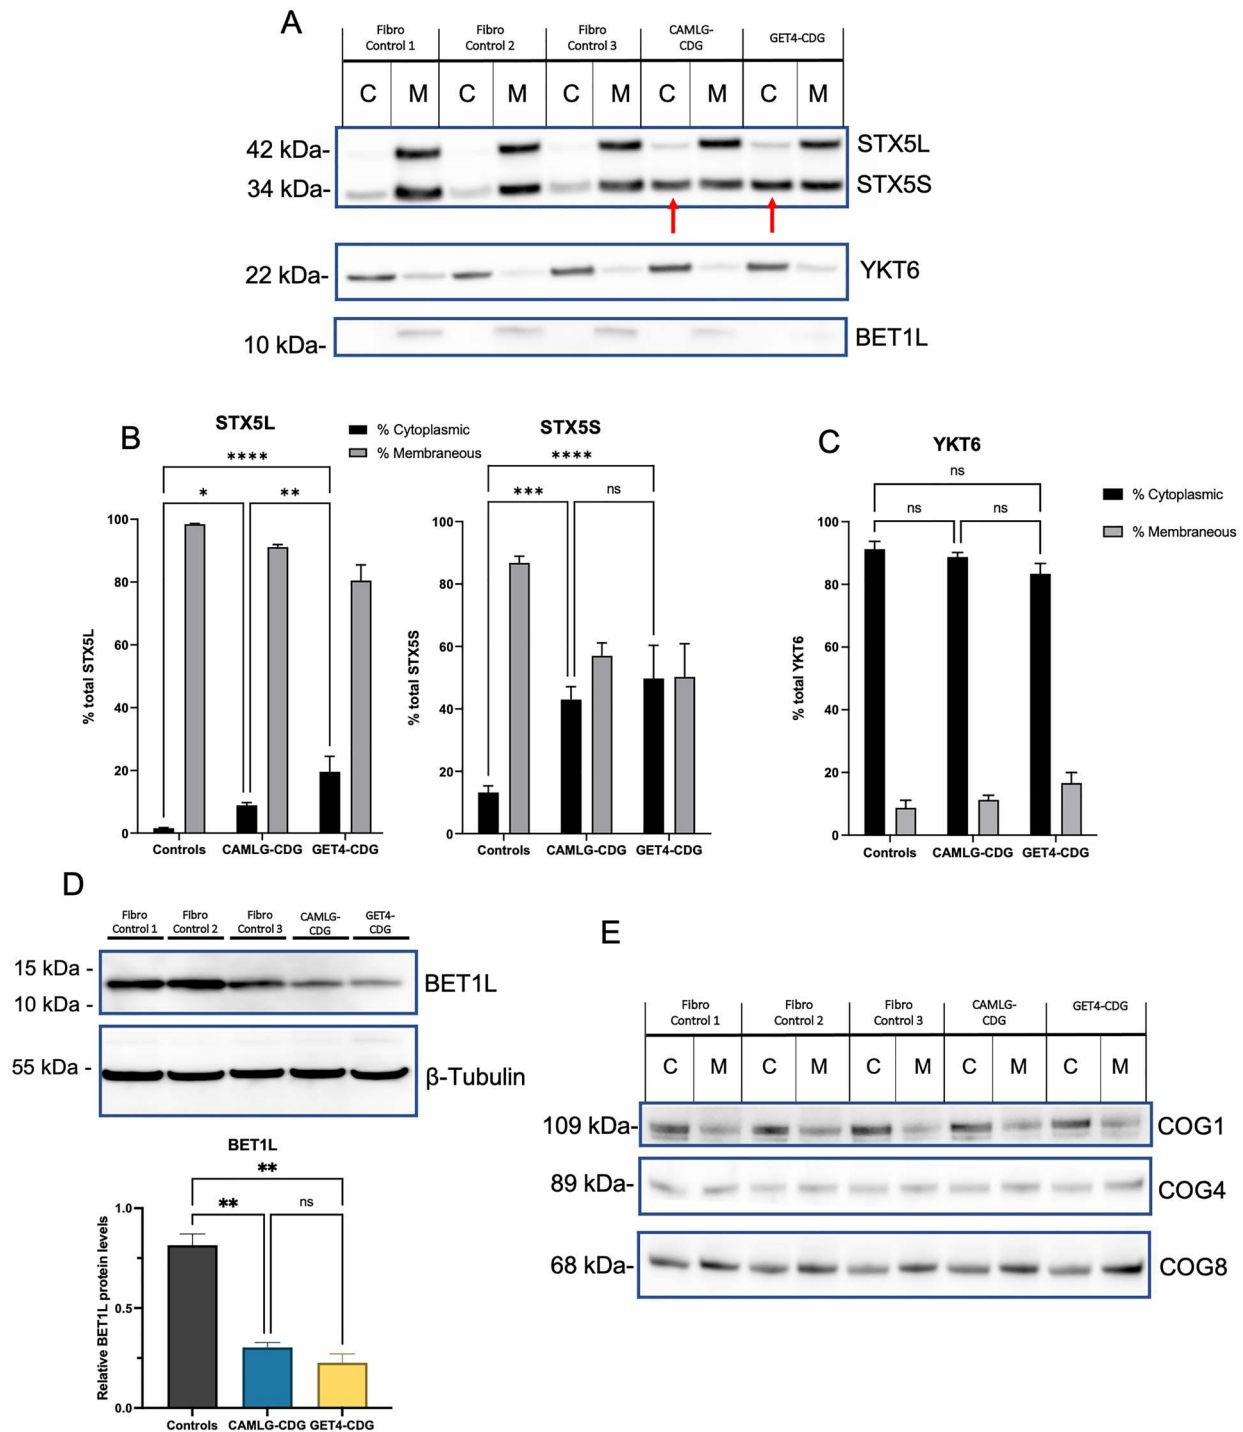 A
Fibro
Control 1
Fibro
Control 2
Fibro
Control 3
CAMLG-
CDG
GET4-CDG
C M C M C M C M C M
42 kDa-
STX5L
34 kDa-
STX5S
22 kDa-
YKT6
10 kDa-
BET1L
B
STX5L
% Cytoplasmic
% Membraneous
****
*
**
100
80
60
40
20
0
% total STX5L
Controls CAMLG-CDG GET4-CDG
STX5S
****
***
ns
100
80
60
40
20
0
% total STX5S
Controls CAMLG-CDG GET4-CDG
C
YKT6
% Cytoplasmic
% Membraneous
ns
ns
ns
100
80
60
40
20
0
% total YKT6
Controls CAMLG-CDG GET4-CDG
D
Fibro
Control 1
Fibro
Control 2
Fibro
Control 3
CAMLG-
CDG
GET4-
CDG
15 kDa -
10 kDa -
BET1L
55 kDa -
β-Tubulin
BET1L
**
**
ns
1.0
0.5
0.0
Relative BET1L protein levels
Controls CAMLG-CDG GET4-CDG
E
Fibro
Control 1
Fibro
Control 2
Fibro
Control 3
CAMLG-
CDG
GET4-CDG
C M C M C M C M C M
109 kDa-
COG1
89 kDa-
COG4
68 kDa-
COG8